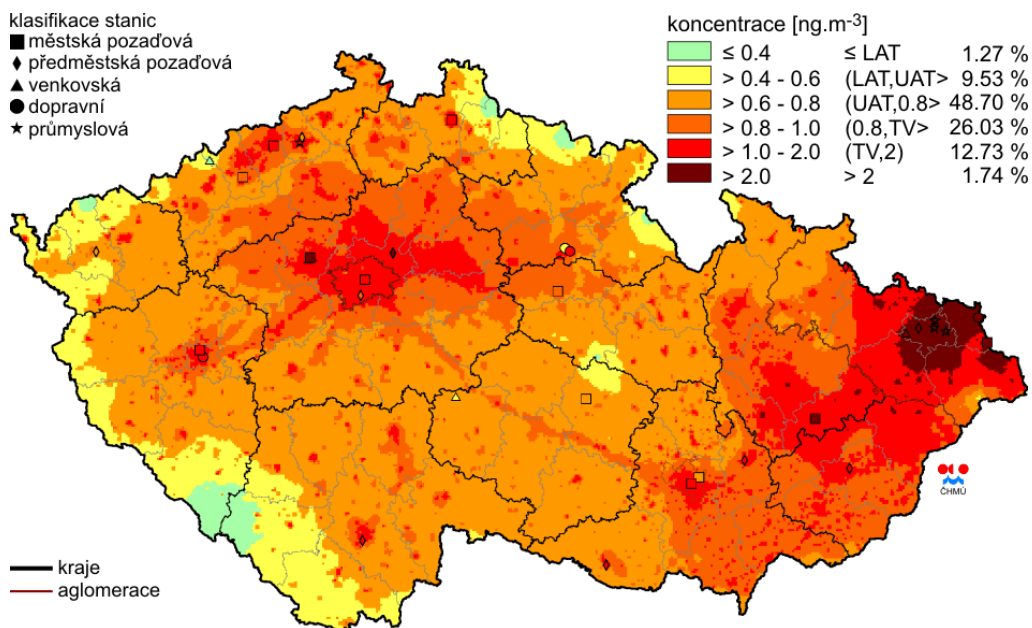 klasifikace stanic
městská pozaďová
předměstská pozaďová
venkovská
dopravní
průmyslová
koncentrace [ng.m-3]
≤ 0.4 ≤ LAT 1.27 %
> 0.4 - 0.6 (LAT,UAT> 9.53 %
> 0.6 - 0.8 (UAT,0.8> 48.70 %
> 0.8 - 1.0 (0.8,TV> 26.03 %
> 1.0 - 2.0 (TV,2) 12.73 %
> 2.0 > 2 1.74 %
ČHMÚ
kraje
aglomerace